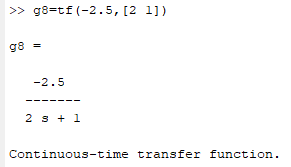 >> g8=tf(-2.5,[2 1])
g8 =
-2.5
-------
2 s + 1
Continuous-time transfer function.